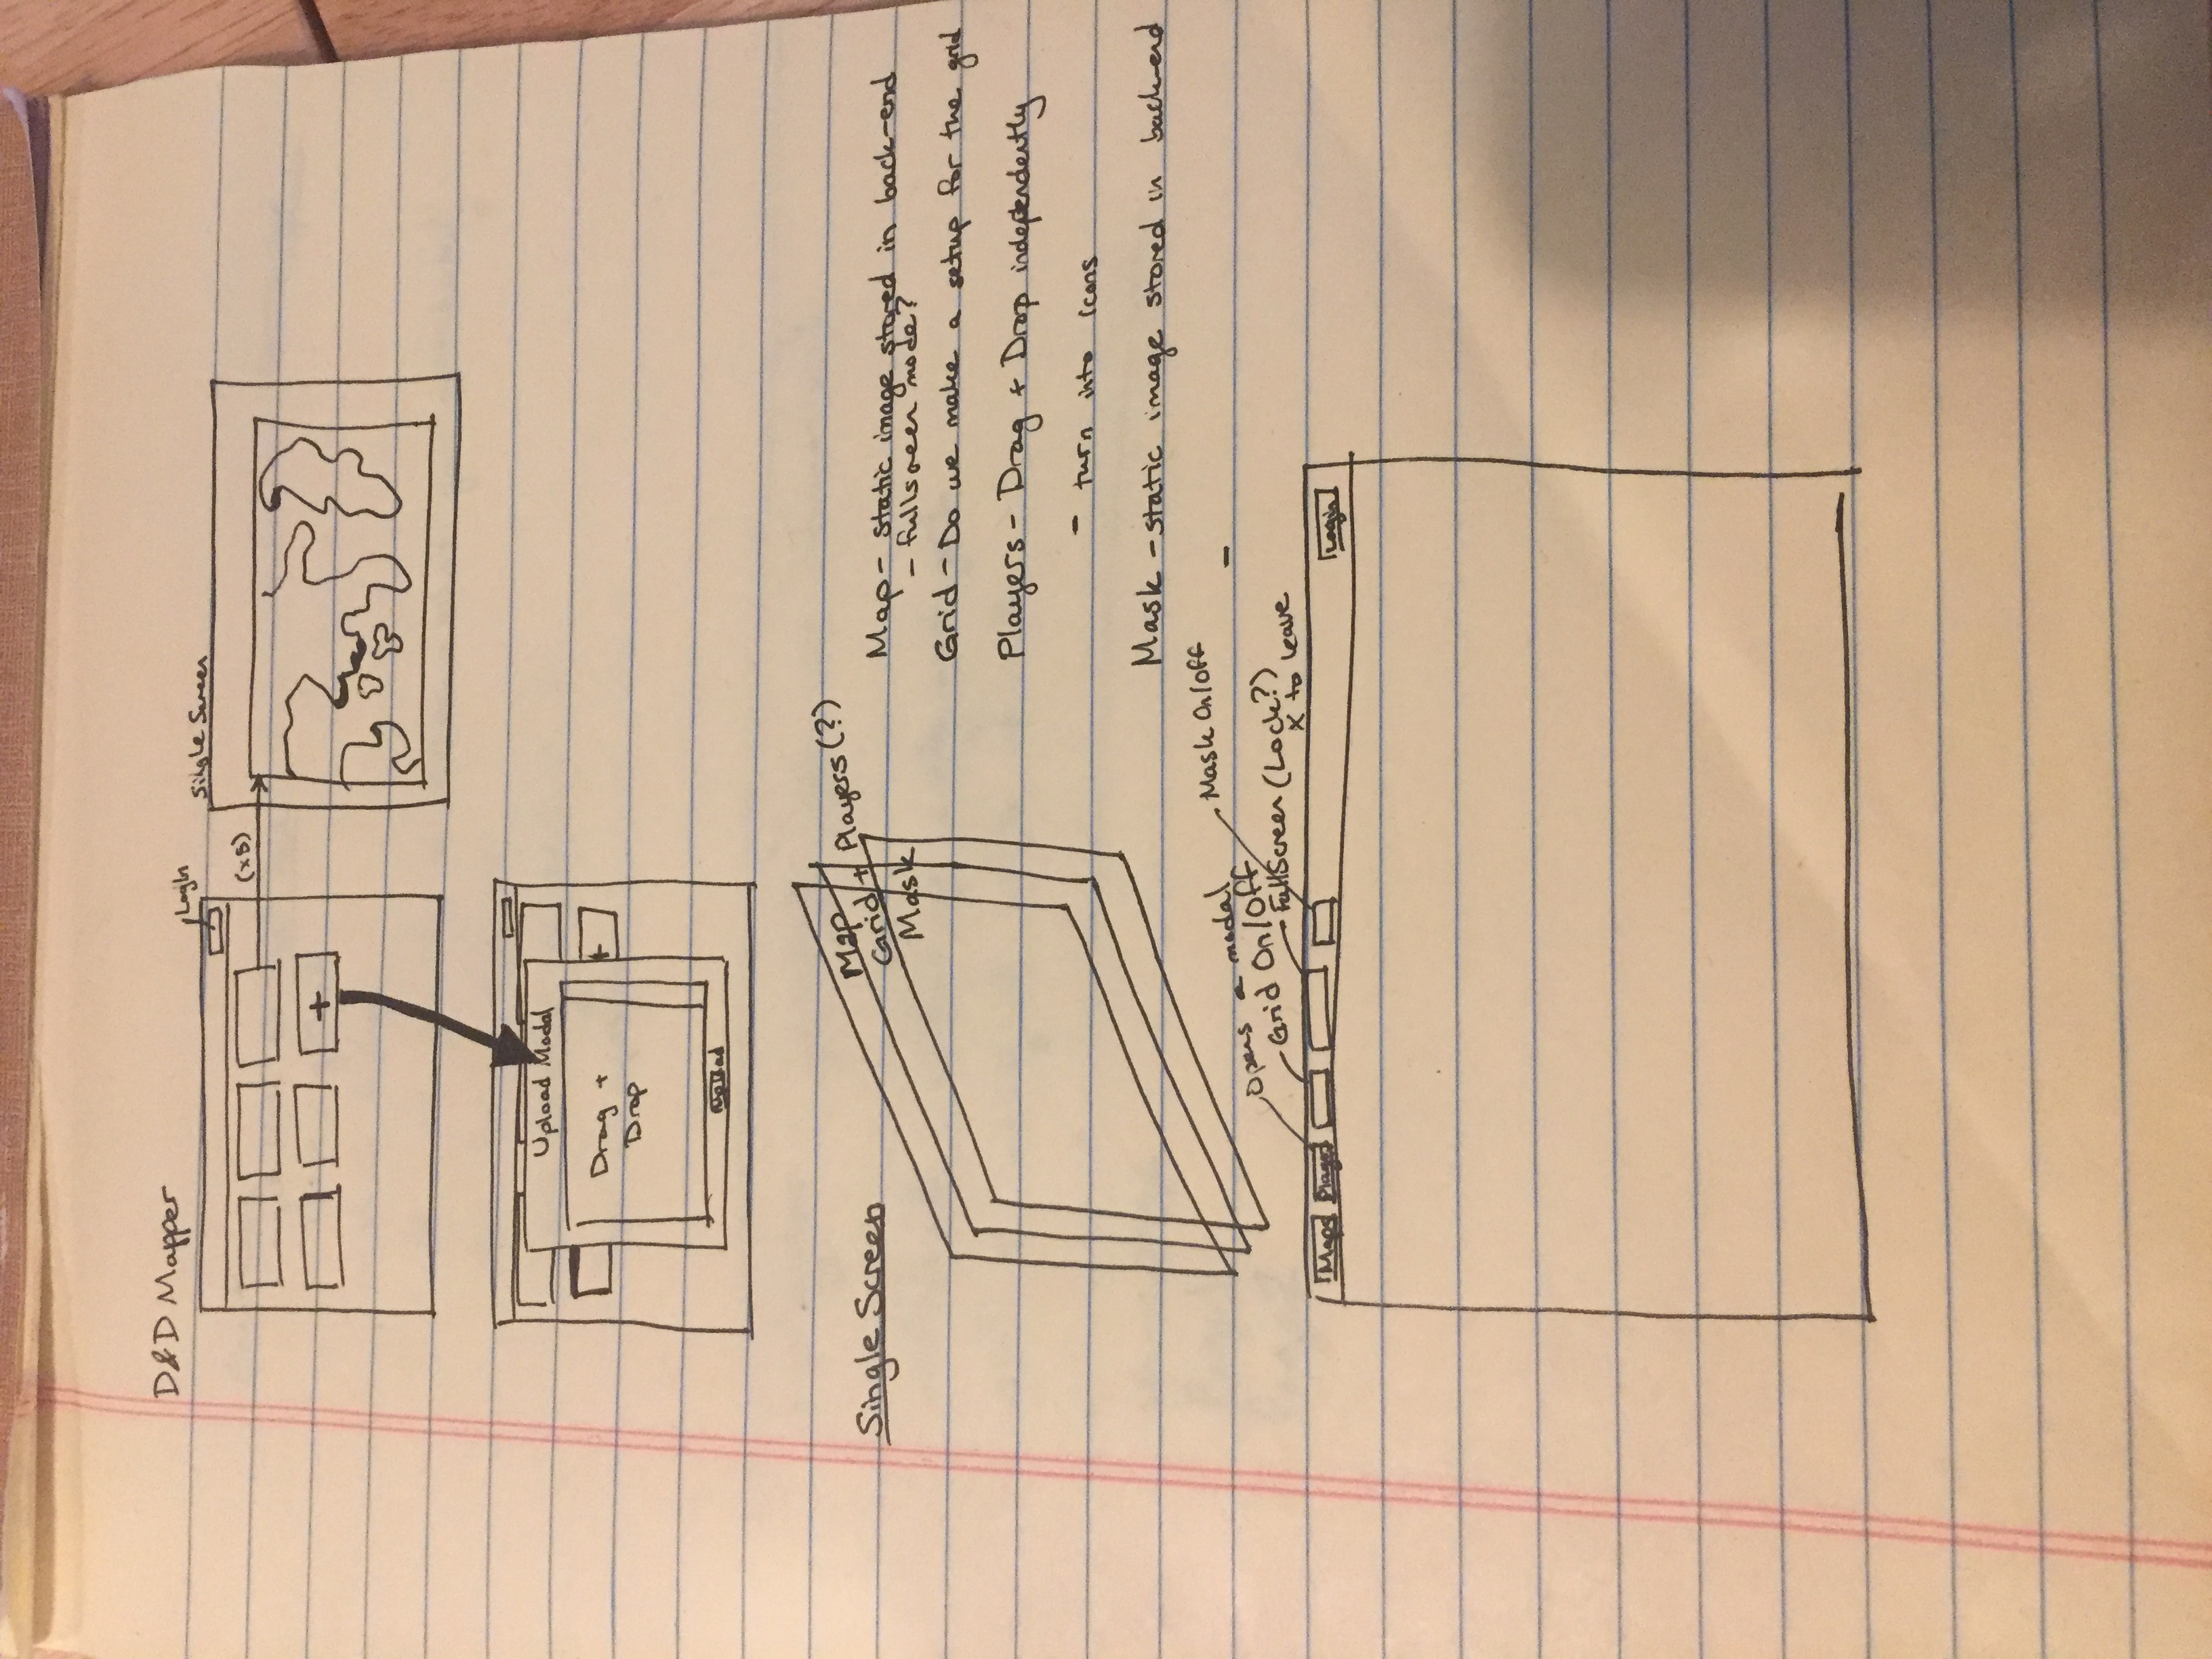 D&D Mapper
LogIn
(x5)
Single Screen
+
Upload Modal
Drag +
Drop
+
Upload
Single Screen
Map
Grid + Players (?)
Mask
Map - static image stored in back-end
- fullscreen mode?
Grid - Do we make a setup for the grid
Players - Drag + Drop independently
- turn into icons
Mask - static image stored in back-end
-
Mask On/Off
Opens a modal
Grid On/Off
FullScreen (Lock?)
X to leave
Maps
Players
Login